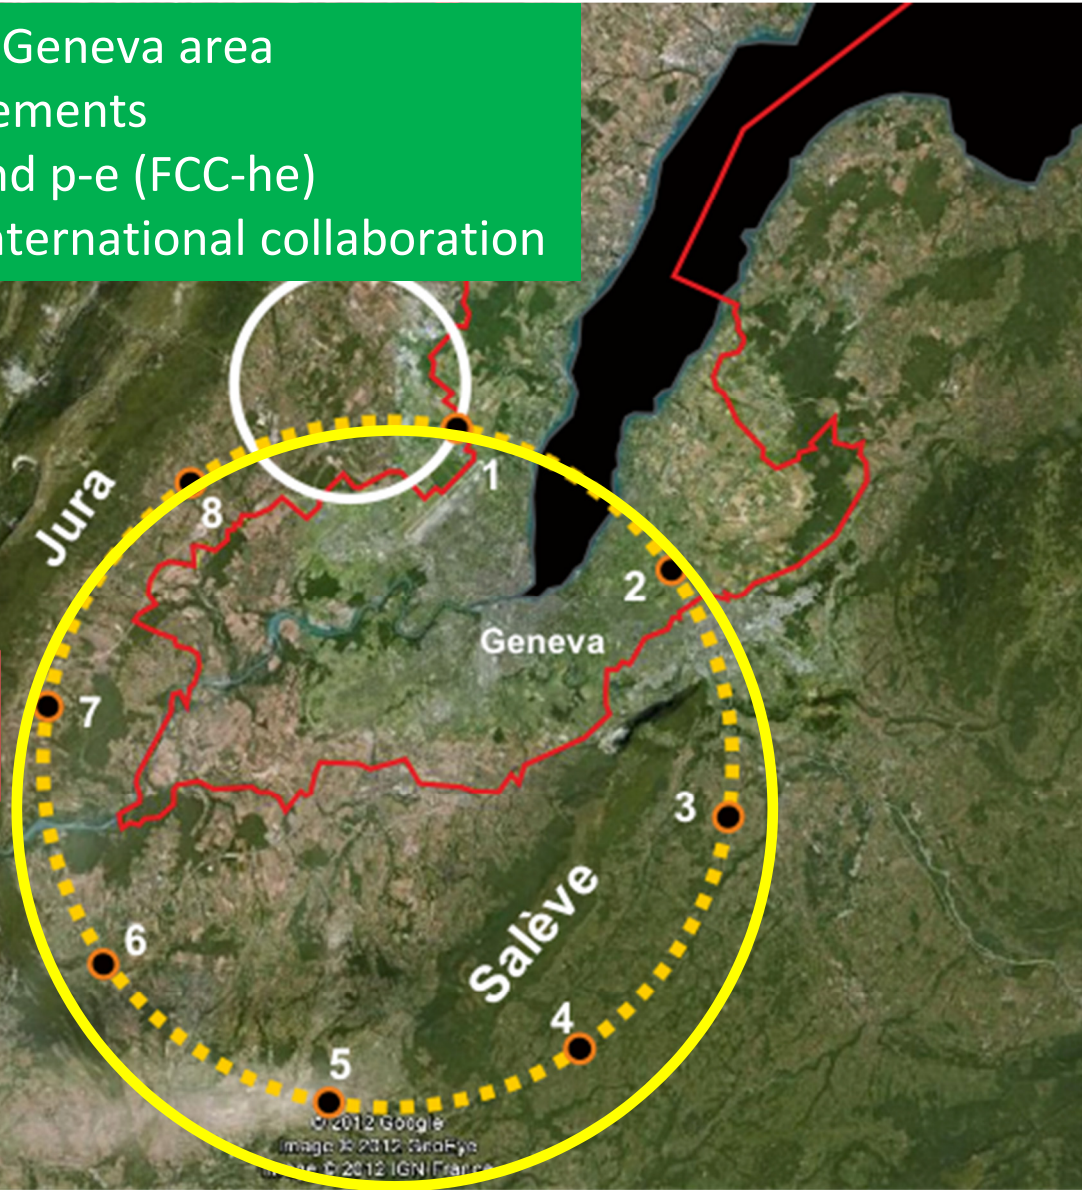 Geneva area
ements
nd p-e (FCC-he)
nternational collaboration
Jura
1
8
2
Geneva
7
3
Salève
6
4
5
© 2012 Google
Image © 2012 GeoEye
Image © 2012 IGN France